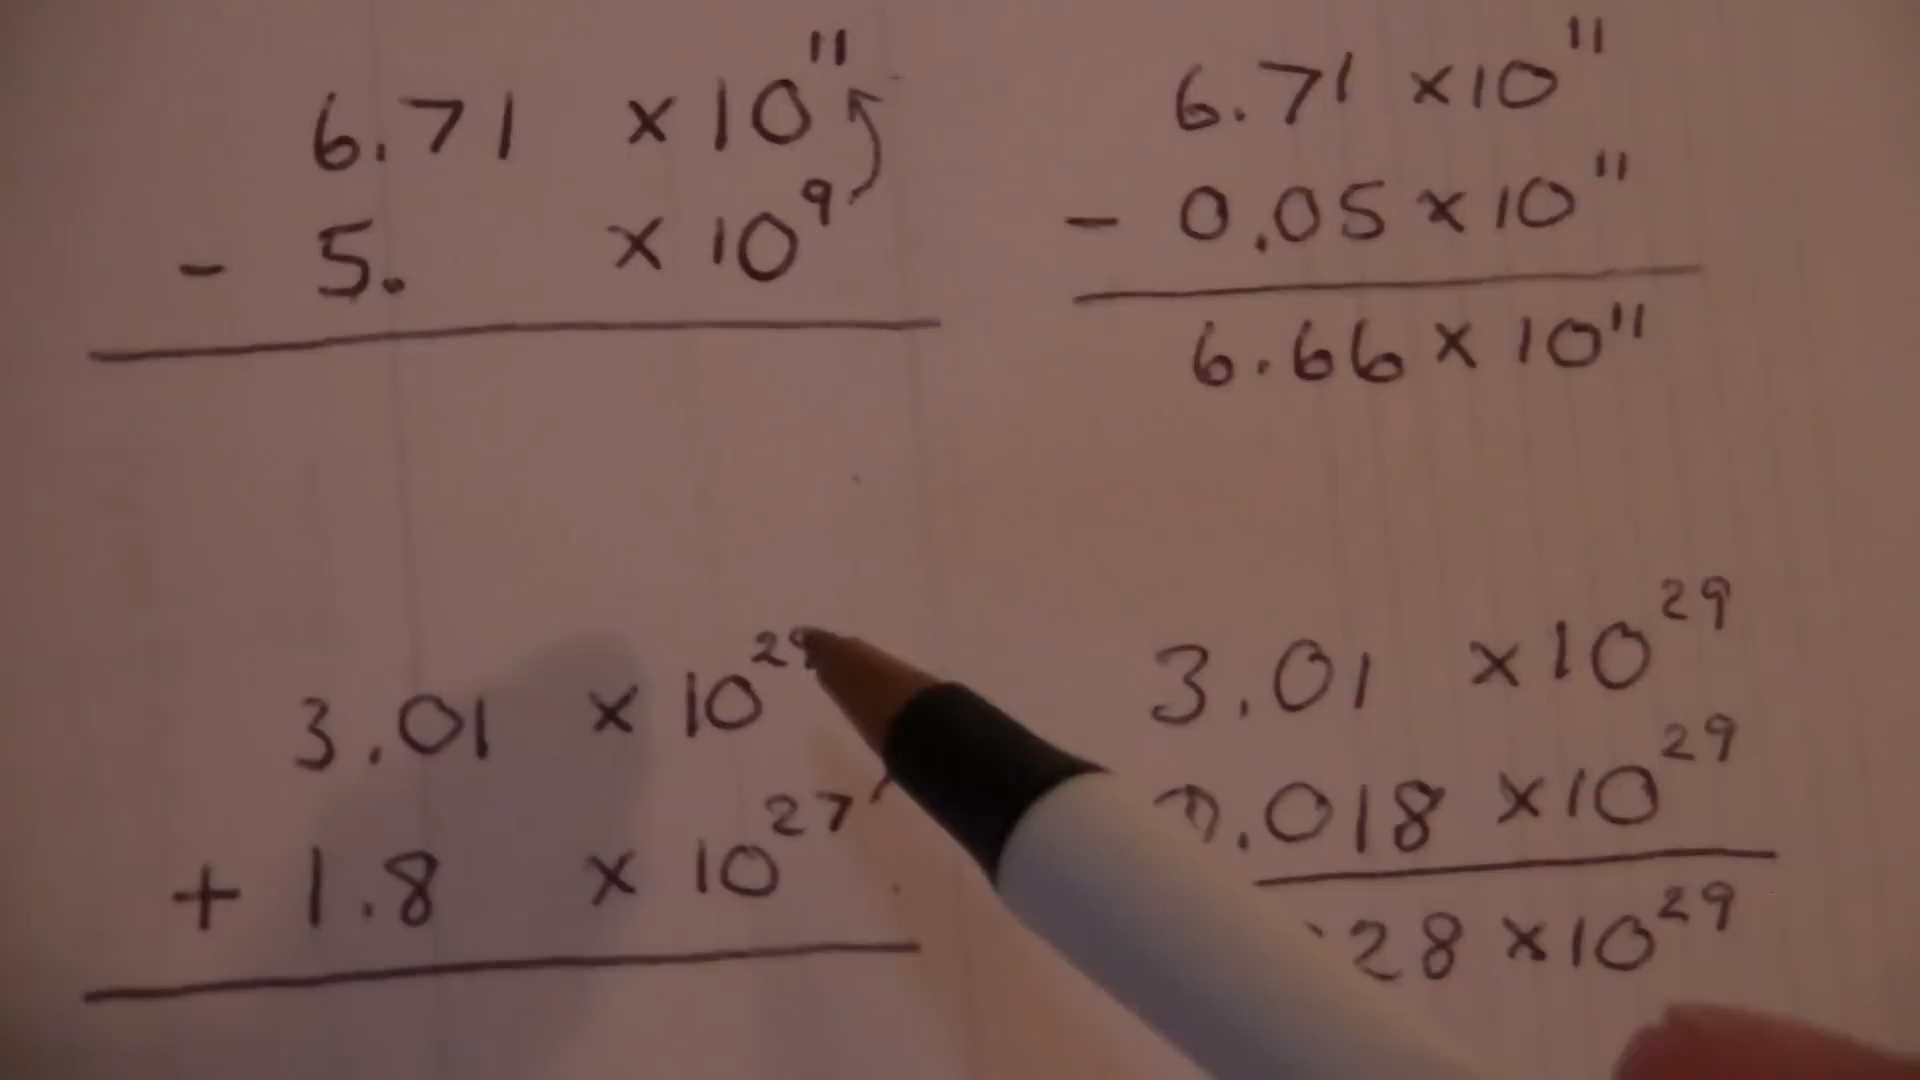 6.71 × 10¹¹
- 5. × 10⁹
6.71 × 10¹¹
- 0.05 × 10¹¹
6.66 × 10¹¹
3.01 × 10²⁹
+ 1.8 × 10²⁷
3.01 × 10²⁹
0.018 × 10²⁹
28 × 10²⁹